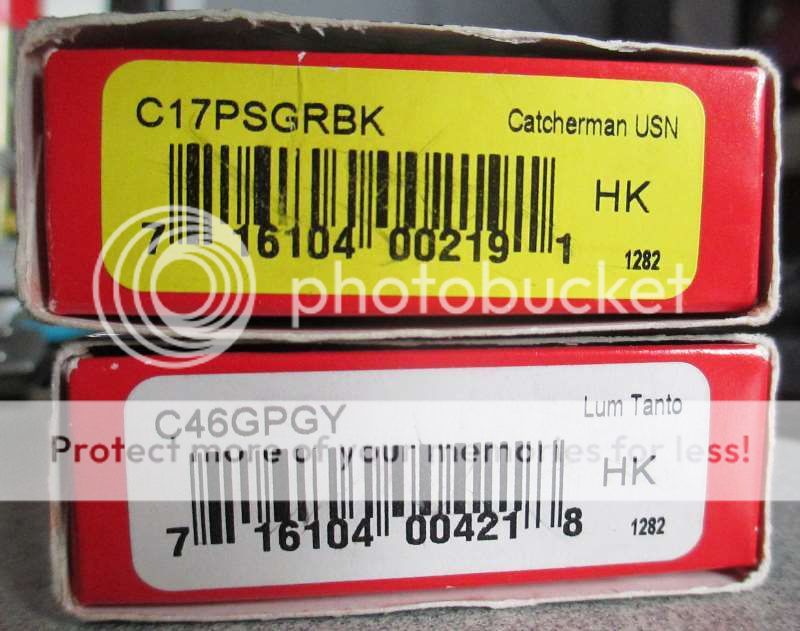 C17PSGRBK
Catcherman USN
HK
7 16104 00219 1
1282
photobucket
C46GPGY
Lum Tanto
Protect more of your memories for less!
HK
7 16104 00421 8
1282